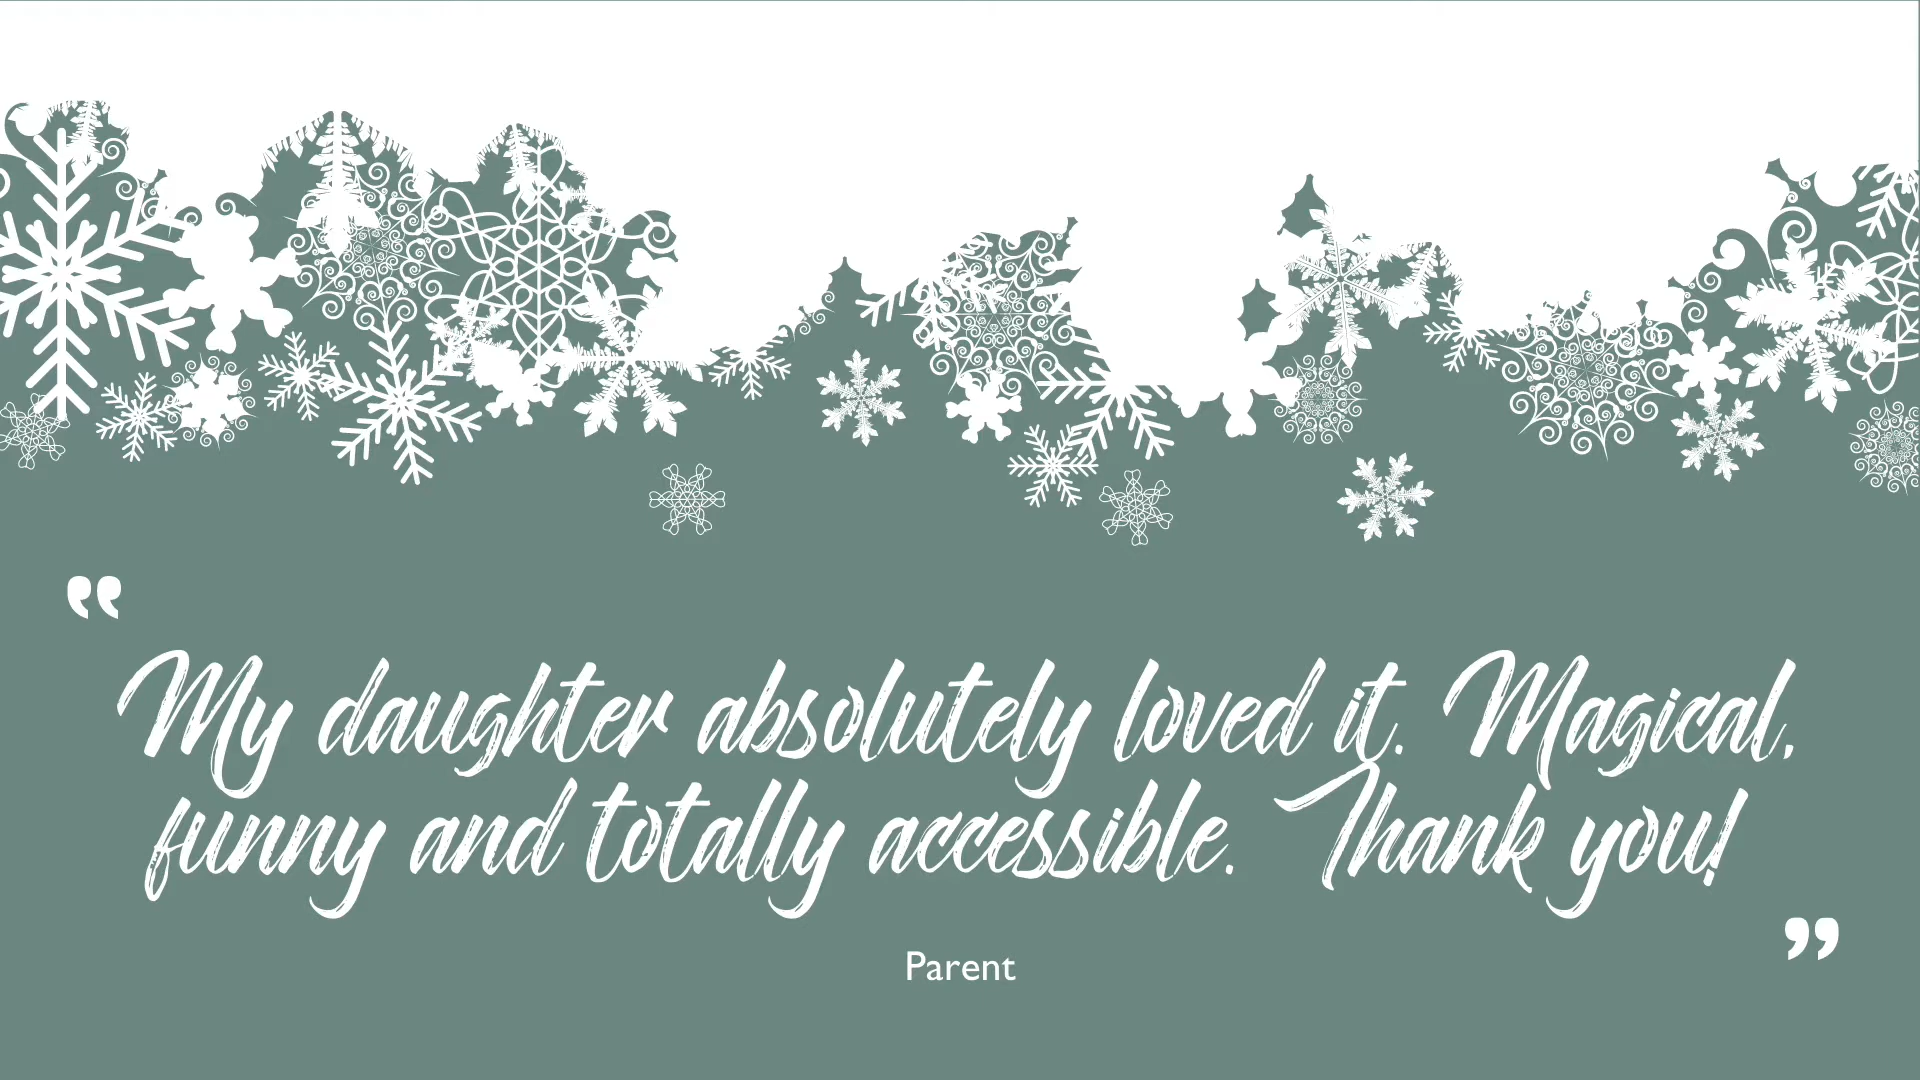 “
My daughter absolutely loved it. Magical,
funny and totally accessible. Thank you!
”
Parent